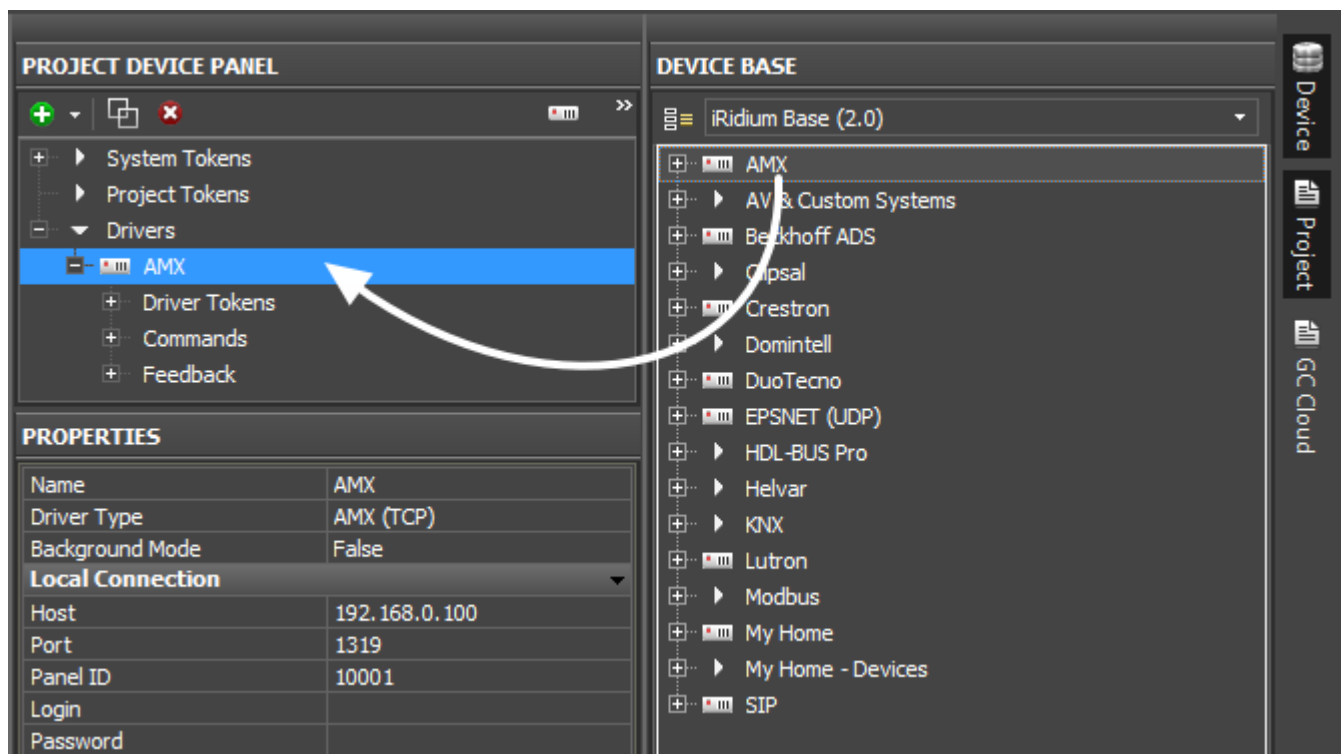 PROJECT DEVICE PANEL
System Tokens
Project Tokens
Drivers
AMX
Driver Tokens
Commands
Feedback
PROPERTIES
Name AMX
Driver Type AMX (TCP)
Background Mode False
Local Connection
Host 192.168.0.100
Port 1319
Panel ID 10001
Login
Password
DEVICE BASE
iRidium Base (2.0)
AMX
AV & Custom Systems
Beckhoff ADS
Clipsal
Crestron
Domintell
DuoTecno
EPSNET (UDP)
HDL-BUS Pro
Helvar
KNX
Lutron
Modbus
My Home
My Home - Devices
SIP
Device
Project
GC Cloud